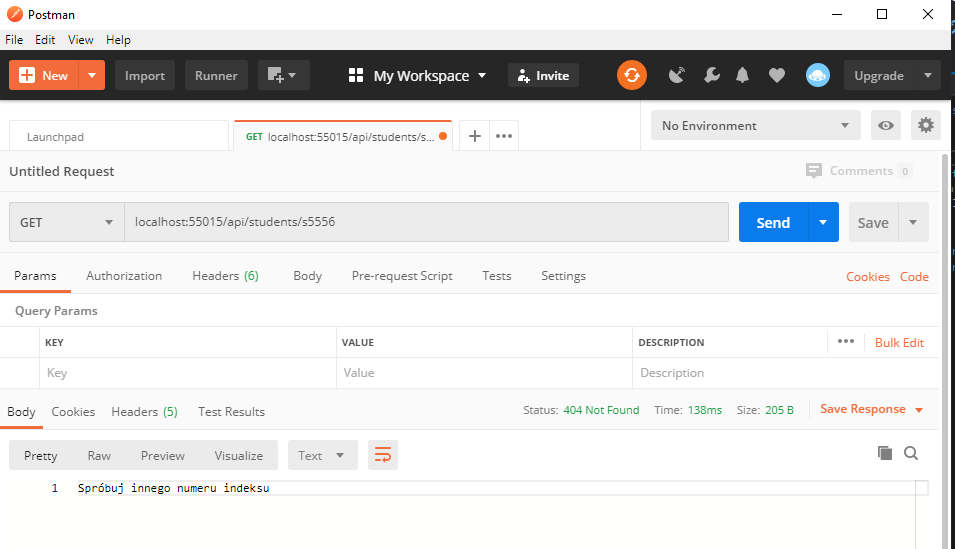 Postman
File Edit View Help
New Import Runner My Workspace Invite Upgrade
Launchpad GET localhost:55015/api/students/s... No Environment
Untitled Request Comments 0
GET localhost:55015/api/students/s5556 Send Save
Params Authorization Headers (6) Body Pre-request Script Tests Settings Cookies Code
Query Params
KEY VALUE DESCRIPTION Bulk Edit
Key Value Description
Body Cookies Headers (5) Test Results Status: 404 Not Found Time: 138ms Size: 205 B Save Response
Pretty Raw Preview Visualize Text
1 Spróbuj innego numeru indeksu